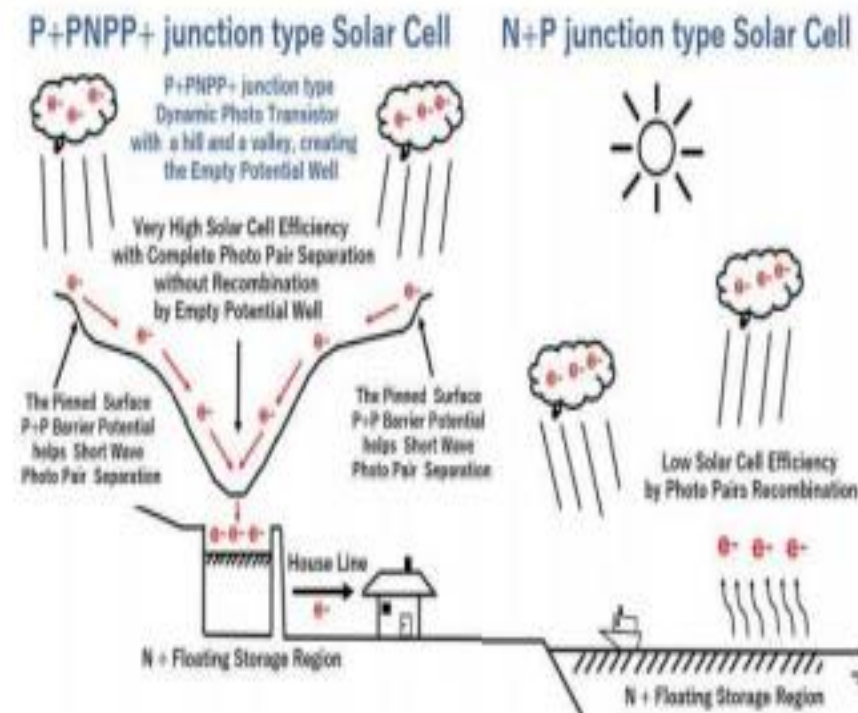 P+PNPP+ junction type Solar Cell
P+PNPP+ junction type
Dynamic Photo Transistor
with a hill and a valley, creating
the Empty Potential Well
e- e- e-
e- e- e-
Very High Solar Cell Efficiency
with Complete Photo Pair Separation
without Recombination
by Empty Potential Well
e-
e-
e-
e-
e-
e-
The Pinned Surface
P+P Barrier Potential
helps Short Wave
Photo Pair Separation
The Pinned Surface
P+P Barrier Potential
helps Short Wave
Photo Pair Separation
e- e- e-
House Line
e-
N + Floating Storage Region
N+P junction type Solar Cell
e- e- e-
e- e- e-
Low Solar Cell Efficiency
by Photo Pairs Recombination
e- e- e-
N + Floating Storage Region